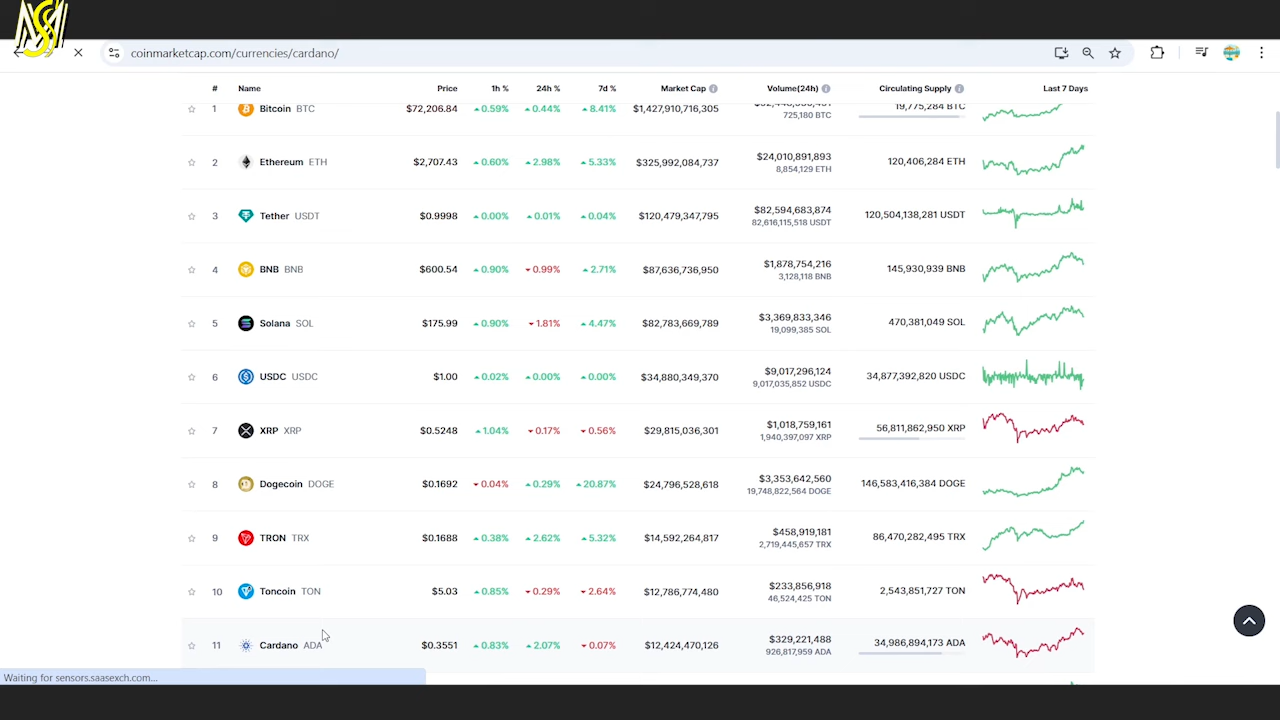 MS
coinmarketcap.com/currencies/cardano/
# Name Price 1h % 24h % 7d % Market Cap Volume(24h) Circulating Supply Last 7 Days
1 Bitcoin BTC $72,206.84 0.59% 0.44% 8.41% $1,427,910,716,305 19,775,284 BTC
725,180 BTC
2 Ethereum ETH $2,707.43 0.60% 2.98% 5.33% $325,992,084,737 $24,010,891,893 120,406,284 ETH
8,854,129 ETH
3 Tether USDT $0.9998 0.00% 0.01% 0.04% $120,479,347,795 $82,594,683,874 120,504,138,281 USDT
82,616,115,518 USDT
4 BNB BNB $600.54 0.90% 0.99% 2.71% $87,636,736,950 $1,878,754,216 145,930,939 BNB
3,128,118 BNB
5 Solana SOL $175.99 0.90% 1.81% 4.47% $82,783,669,789 $3,369,833,346 470,381,049 SOL
19,099,385 SOL
6 USDC USDC $1.00 0.02% 0.00% 0.00% $34,880,349,370 $9,017,296,124 34,877,392,820 USDC
9,017,035,852 USDC
7 XRP XRP $0.5248 1.04% 0.17% 0.56% $29,815,036,301 $1,018,759,161 56,811,862,950 XRP
1,940,397,097 XRP
8 Dogecoin DOGE $0.1692 0.04% 0.29% 20.87% $24,796,528,618 $3,353,642,560 146,583,416,384 DOGE
19,748,822,564 DOGE
9 TRON TRX $0.1688 0.38% 2.62% 5.32% $14,592,264,817 $458,919,181 86,470,282,495 TRX
2,719,445,657 TRX
10 Toncoin TON $5.03 0.85% 0.29% 2.64% $12,786,774,480 $233,856,918 2,543,851,727 TON
46,524,425 TON
11 Cardano ADA $0.3551 0.83% 2.07% 0.07% $12,424,470,126 $329,221,488 34,986,894,173 ADA
926,817,959 ADA
Waiting for sensors.saasexch.com...